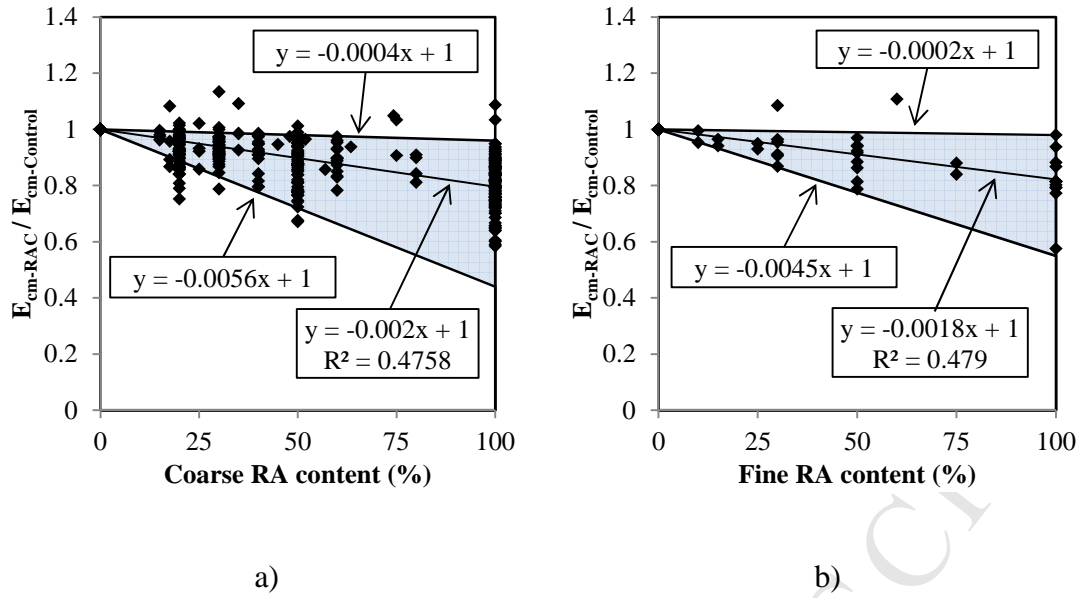 1.4
1.2
1
0.8
0.6
0.4
0.2
0
E_cm-RAC / E_cm-Control
y = -0.0004x + 1
y = -0.0056x + 1
y = -0.002x + 1
R² = 0.4758
0 25 50 75 100
Coarse RA content (%)
a)
1.4
1.2
1
0.8
0.6
0.4
0.2
0
E_cm-RAC / E_cm-Control
y = -0.0002x + 1
y = -0.0045x + 1
y = -0.0018x + 1
R² = 0.479
0 25 50 75 100
Fine RA content (%)
b)